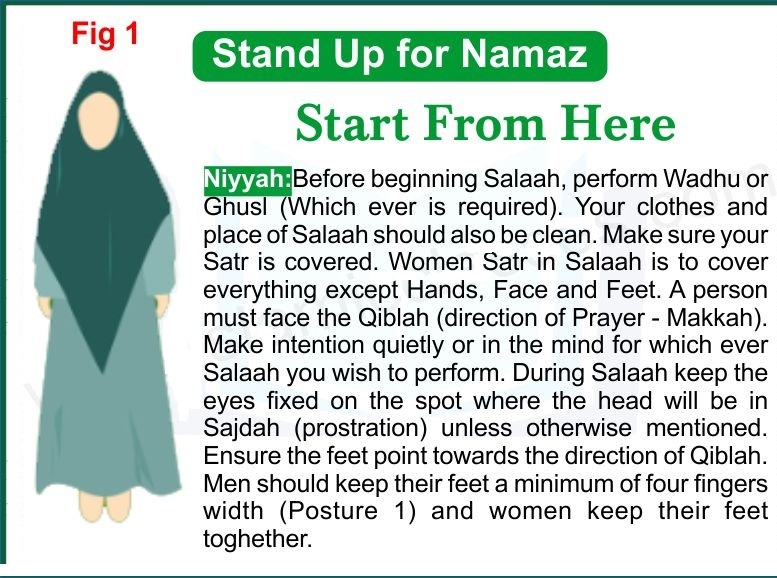 Fig 1
Stand Up for Namaz
Start From Here
Niyyah:Before beginning Salaah, perform Wadhu or
Ghusl (Which ever is required). Your clothes and
place of Salaah should also be clean. Make sure your
Satr is covered. Women Satr in Salaah is to cover
everything except Hands, Face and Feet. A person
must face the Qiblah (direction of Prayer - Makkah).
Make intention quietly or in the mind for which ever
Salaah you wish to perform. During Salaah keep the
eyes fixed on the spot where the head will be in
Sajdah (prostration) unless otherwise mentioned.
Ensure the feet point towards the direction of Qiblah.
Men should keep their feet a minimum of four fingers
width (Posture 1) and women keep their feet
toghether.